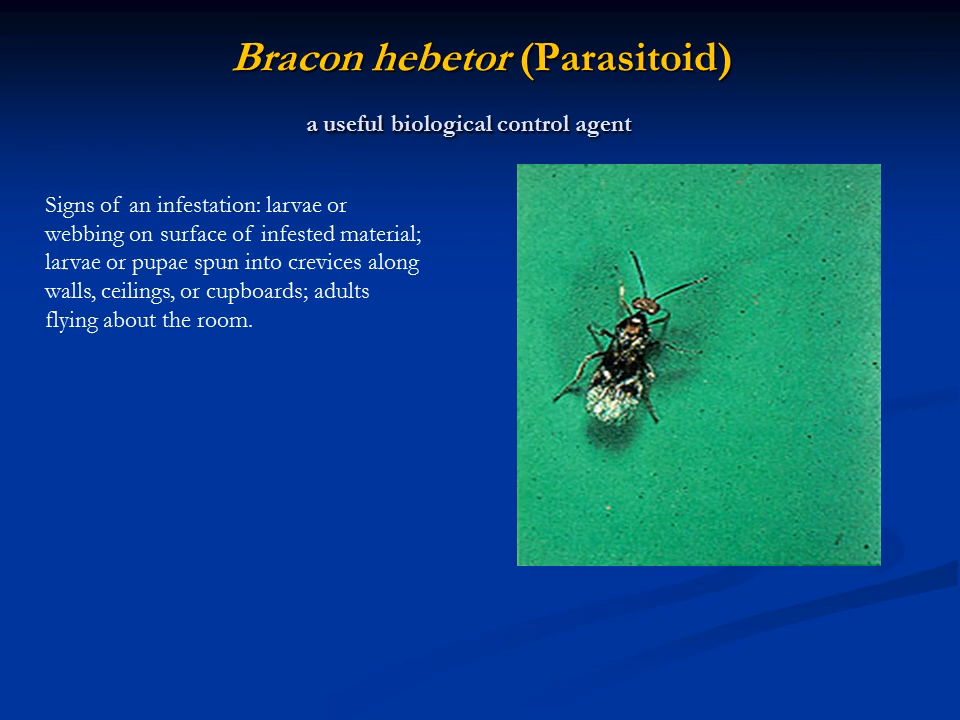 Bracon hebetor (Parasitoid)
a useful biological control agent
Signs of an infestation: larvae or
webbing on surface of infested material;
larvae or pupae spun into crevices along
walls, ceilings, or cupboards; adults
flying about the room.